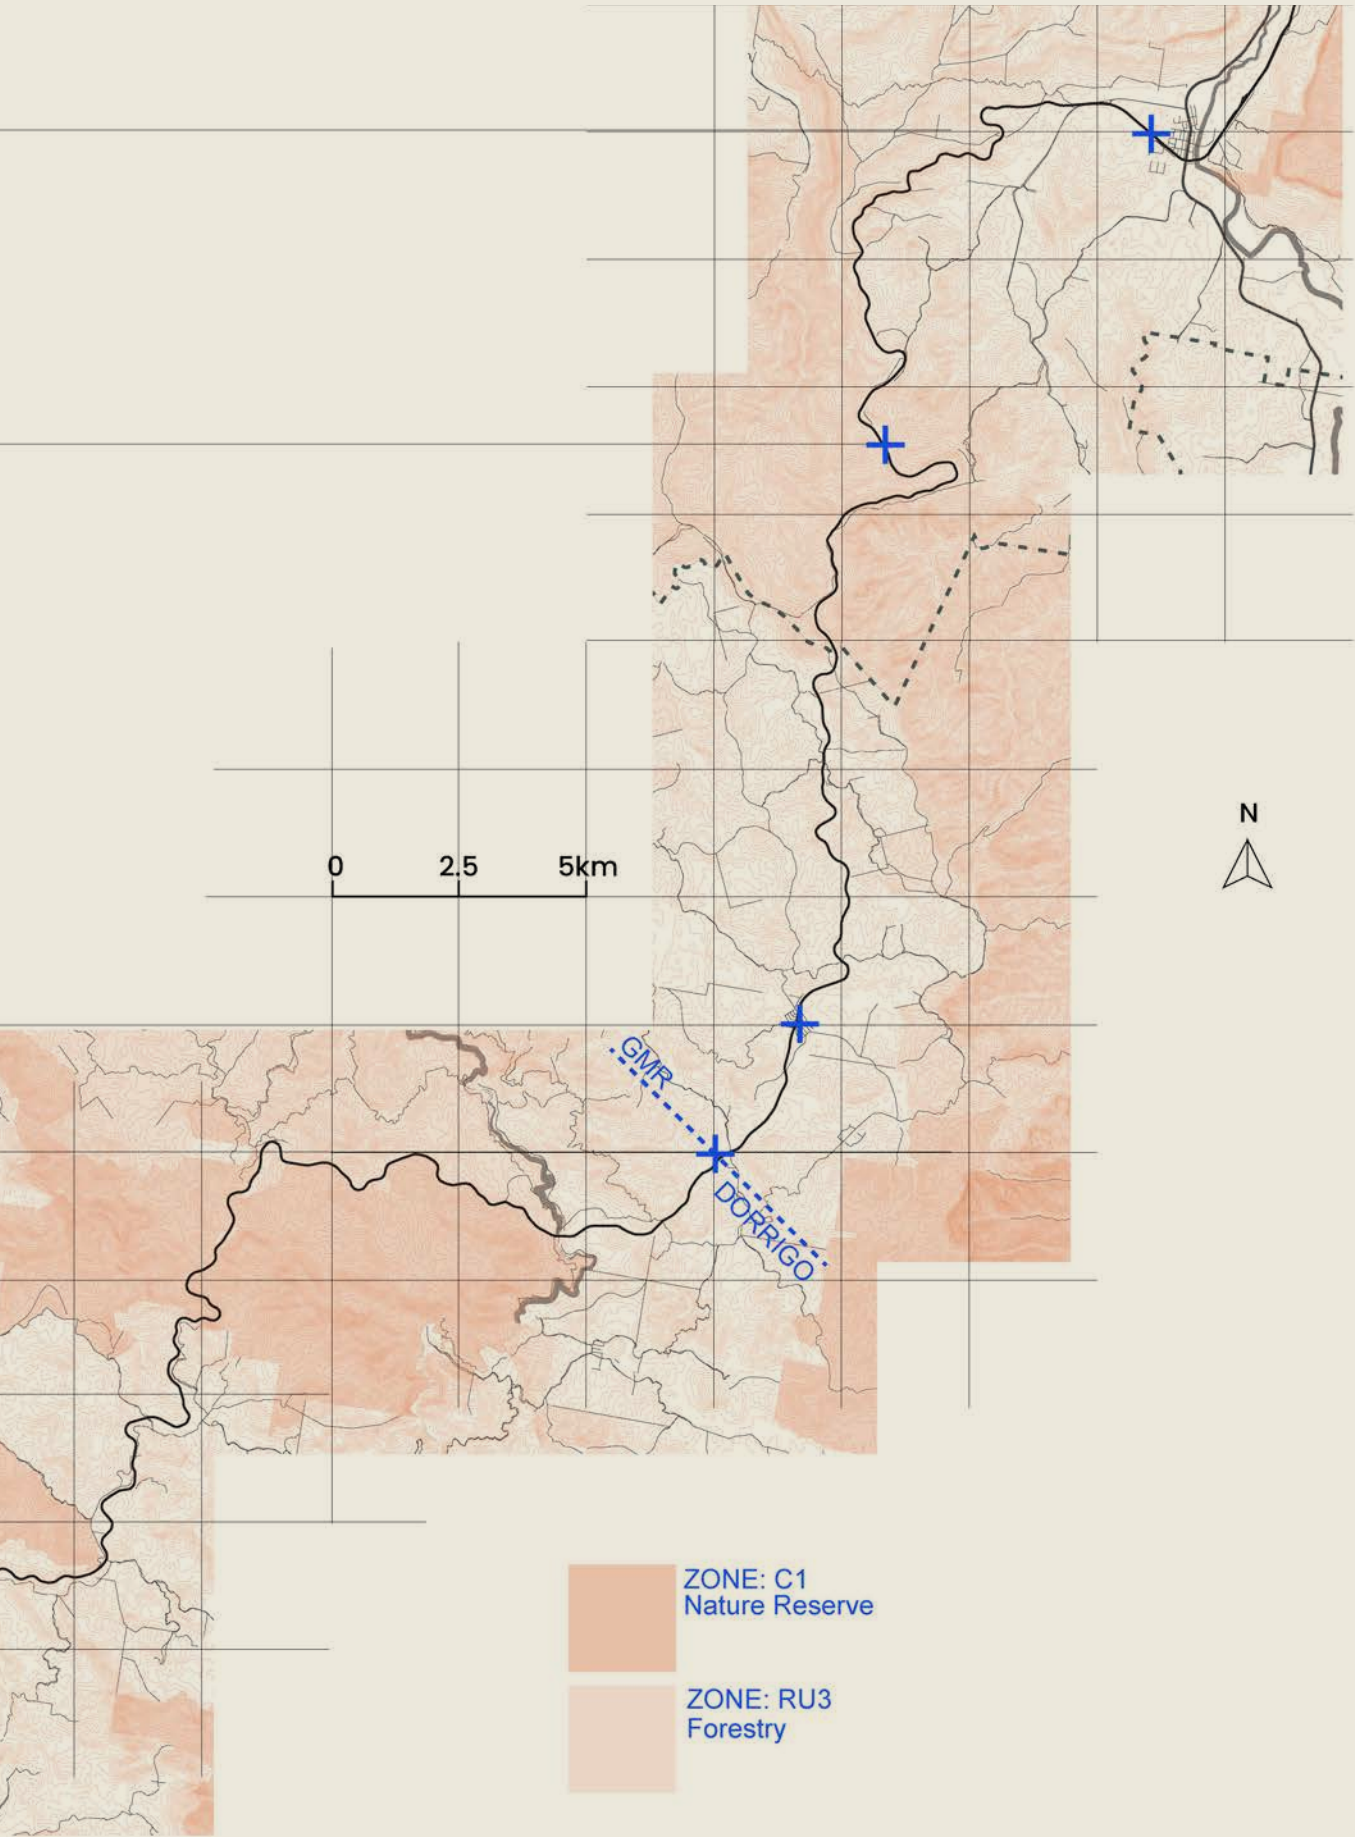 N
0 2.5 5km
GMR
DORRIGO
ZONE: C1
Nature Reserve
ZONE: RU3
Forestry